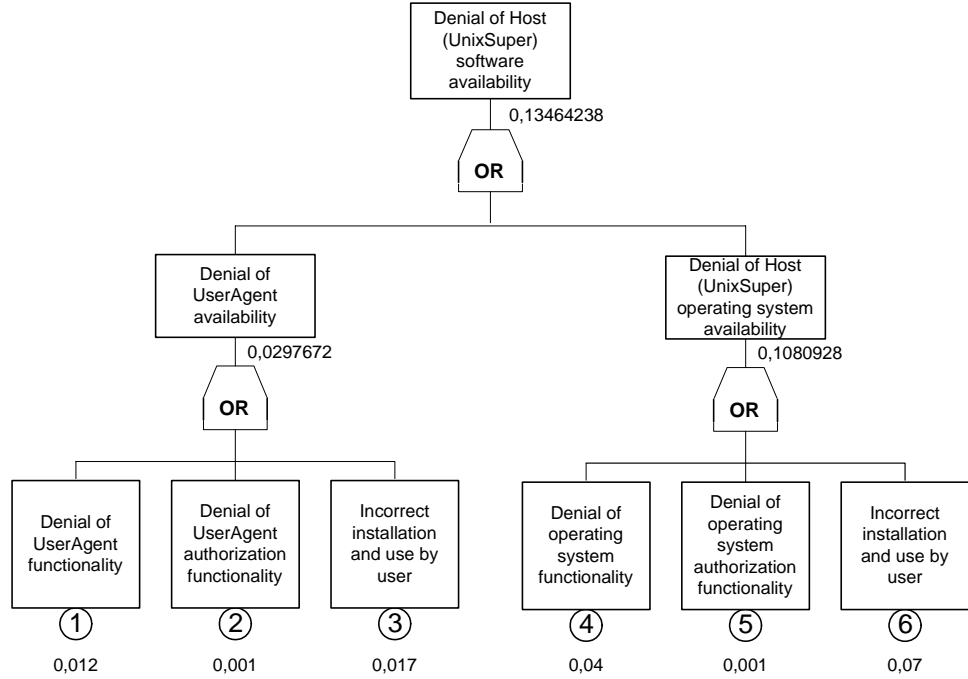 Denial of Host
(UnixSuper)
software
availability
0,13464238
OR
Denial of
UserAgent
availability
0,0297672
OR
Denial of Host
(UnixSuper)
operating system
availability
0,1080928
OR
Denial of
UserAgent
functionality
1
0,012
Denial of
UserAgent
authorization
functionality
2
0,001
Incorrect
installation
and use by
user
3
0,017
Denial of
operating
system
functionality
4
0,04
Denial of
operating
system
authorization
functionality
5
0,001
Incorrect
installation
and use by
user
6
0,07